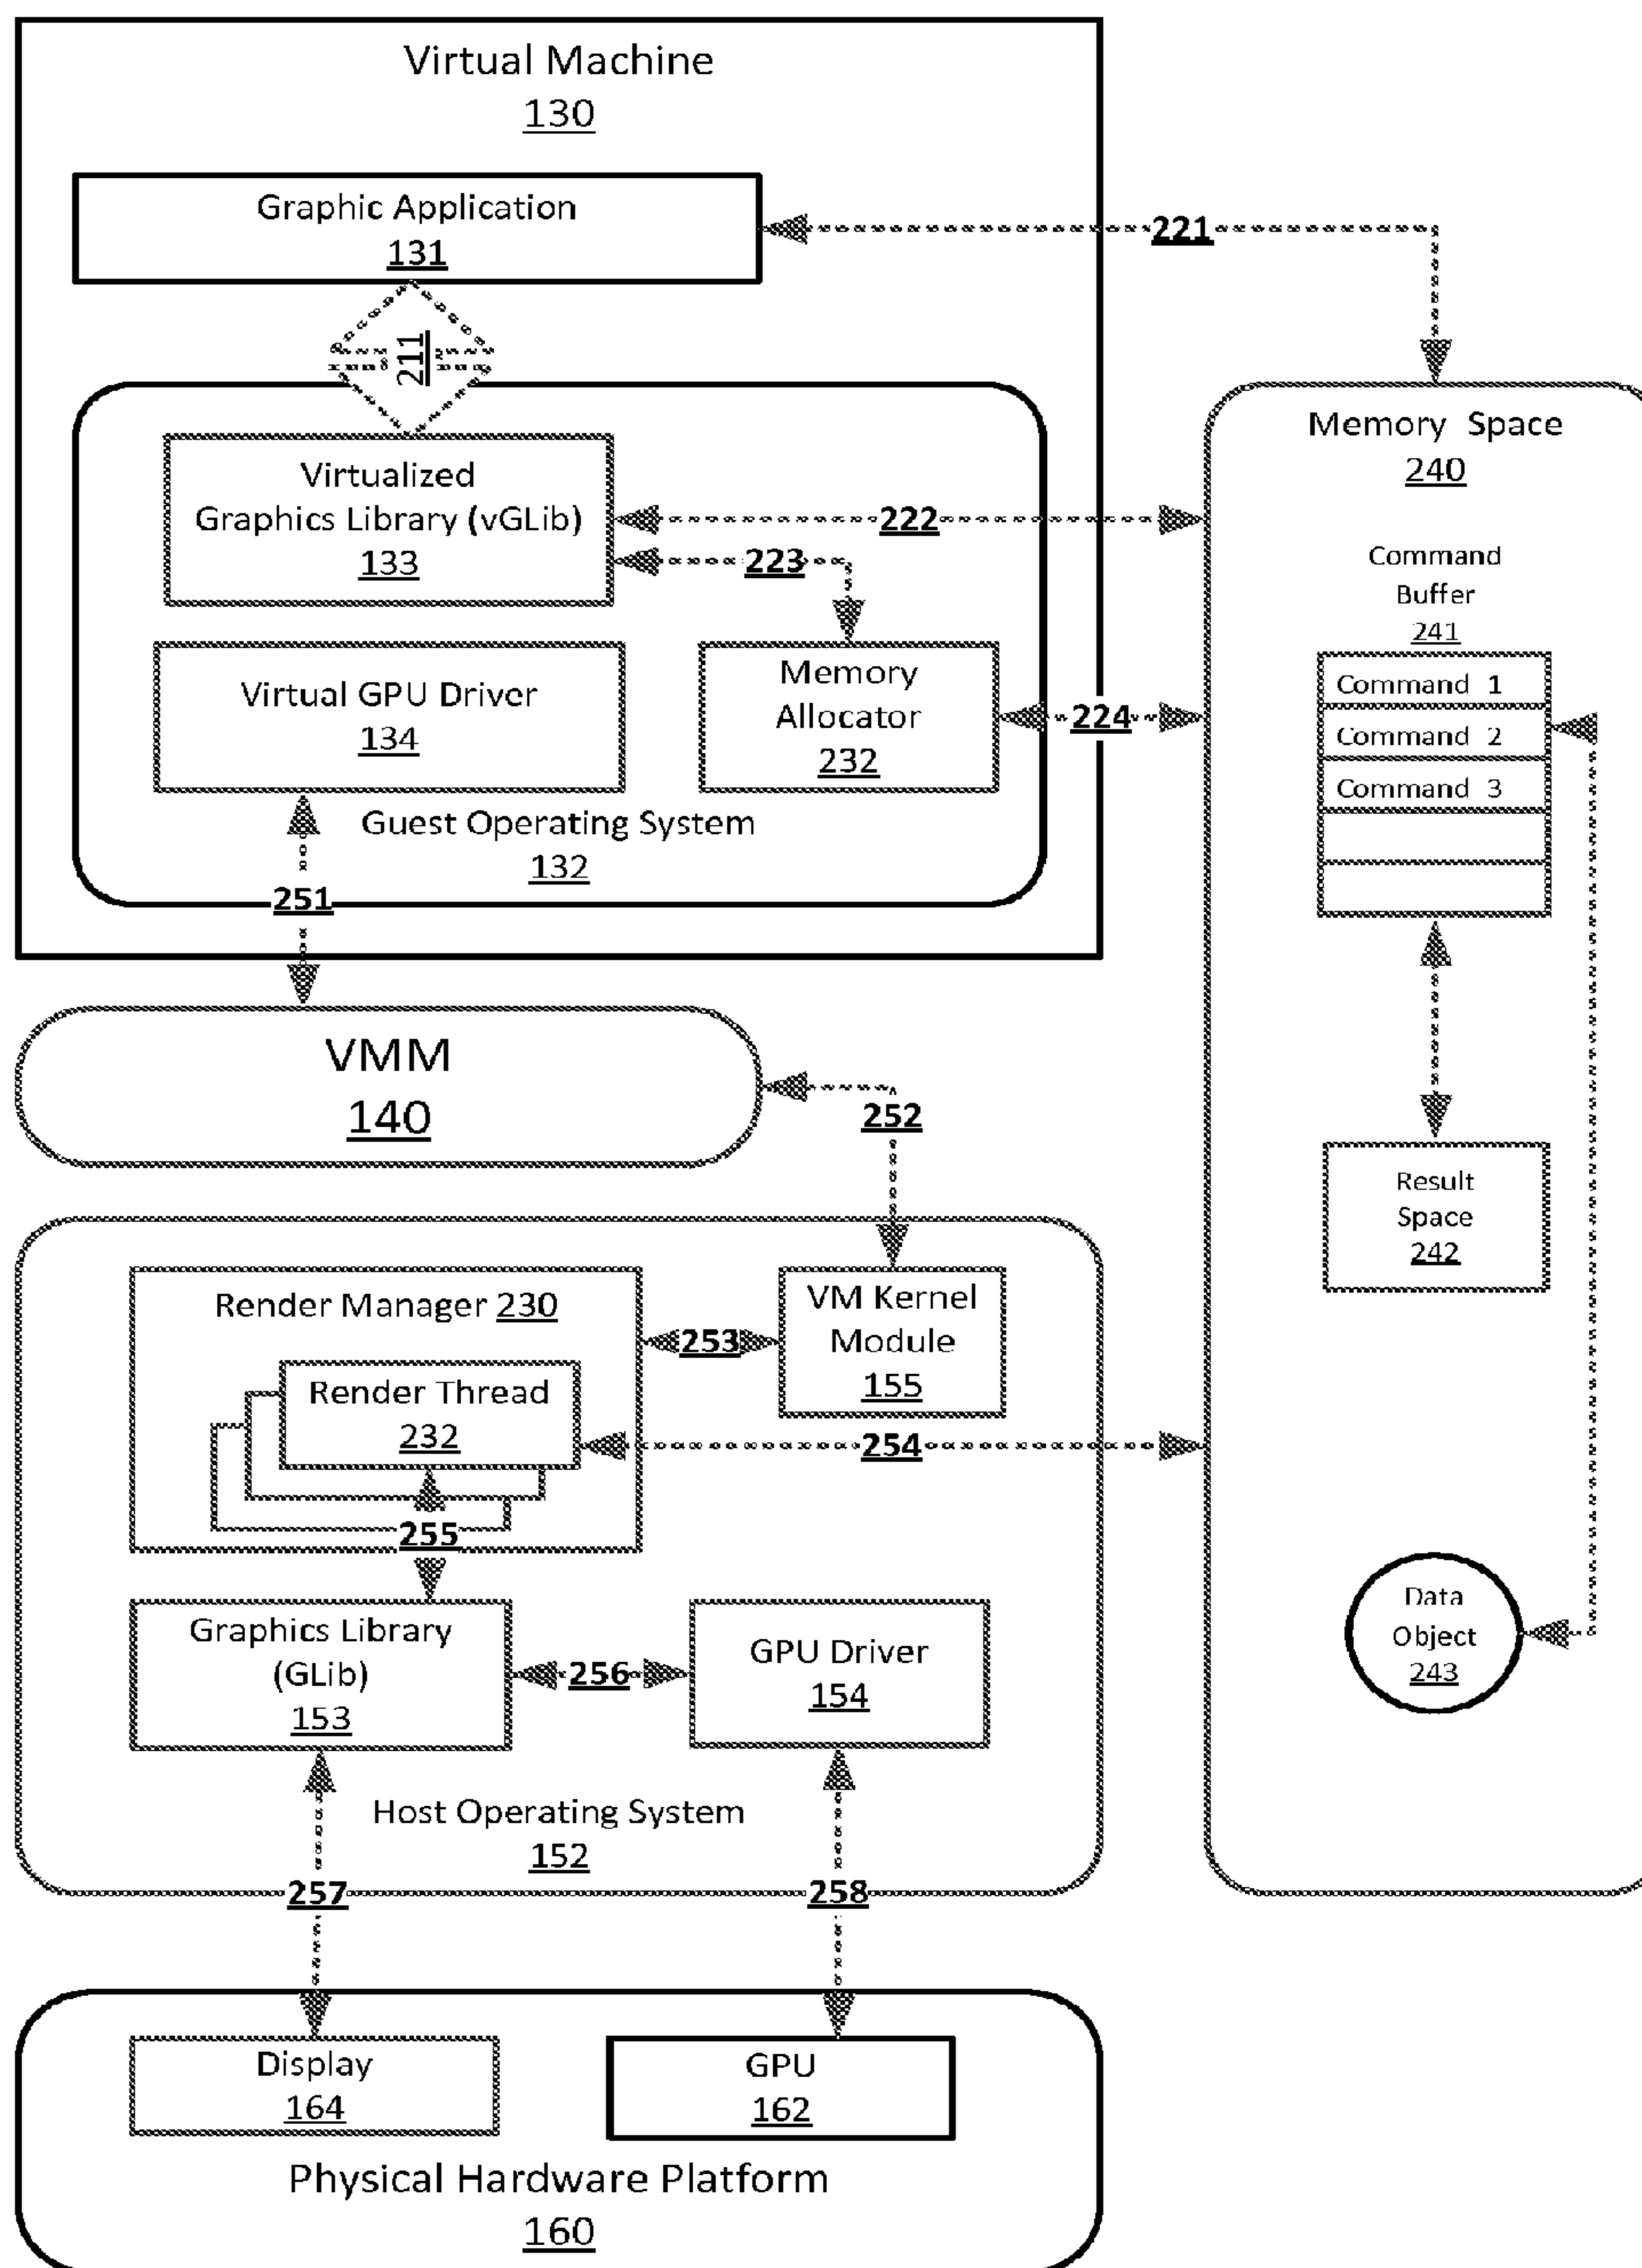 Virtual Machine
130
Graphic Application
131
221
211
Virtualized
Graphics Library (vGLib)
133
222
223
Virtual GPU Driver
134
Memory
Allocator
232
224
Guest Operating System
132
251
Memory Space
240
Command
Buffer
241
Command 1
Command 2
Command 3
Result
Space
242
Data
Object
243
VMM
140
252
Render Manager 230
Render Thread
232
253
VM Kernel
Module
155
254
255
Graphics Library
(GLib)
153
256
GPU Driver
154
Host Operating System
152
257
258
Display
164
GPU
162
Physical Hardware Platform
160